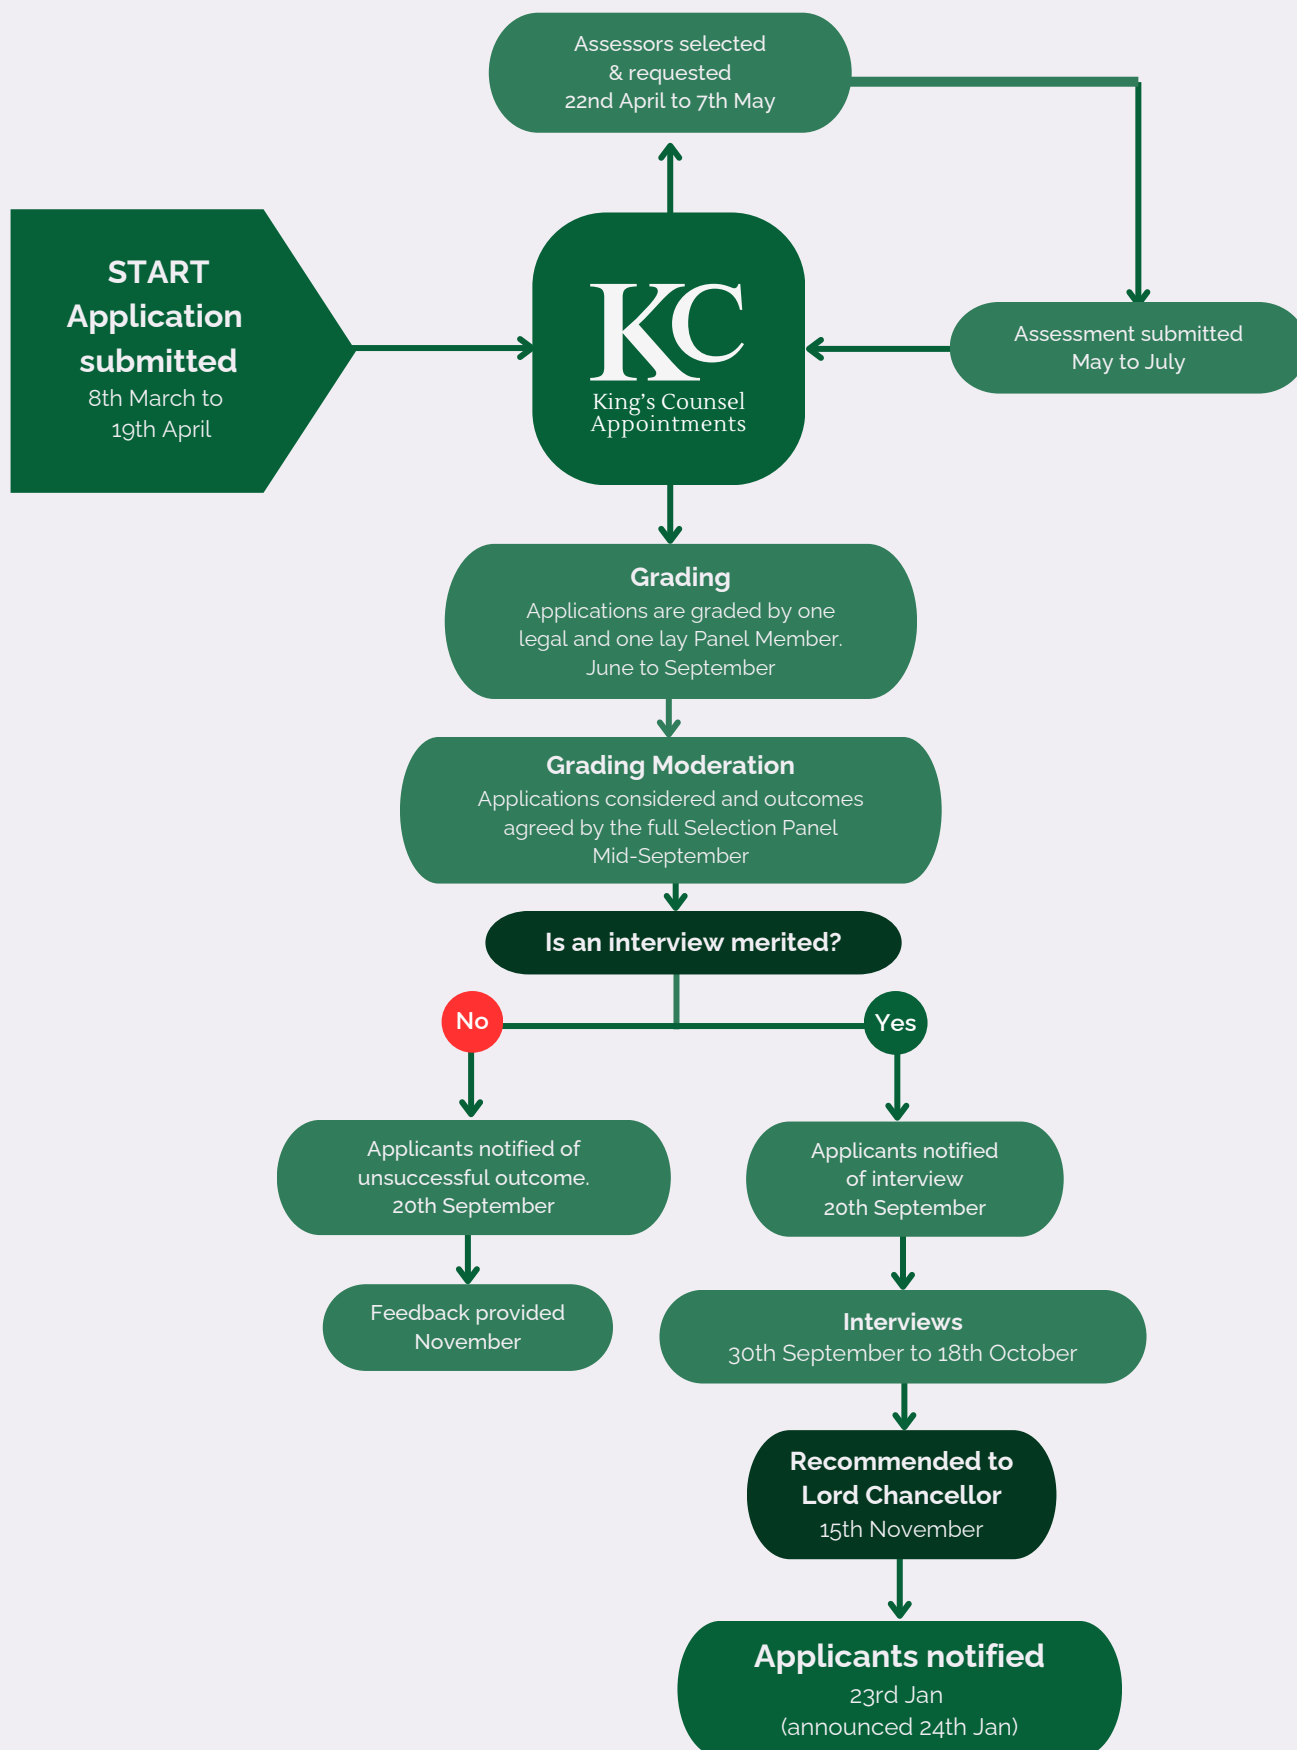 Assessors selected
& requested
22nd April to 7th May
START
Application
submitted
8th March to
19th April
KC
King's Counsel
Appointments
Assessment submitted
May to July
Grading
Applications are graded by one
legal and one lay Panel Member.
June to September
Grading Moderation
Applications considered and outcomes
agreed by the full Selection Panel
Mid-September
Is an interview merited?
No
Yes
Applicants notified of
unsuccessful outcome.
20th September
Applicants notified
of interview
20th September
Feedback provided
November
Interviews
30th September to 18th October
Recommended to
Lord Chancellor
15th November
Applicants notified
23rd Jan
(announced 24th Jan)